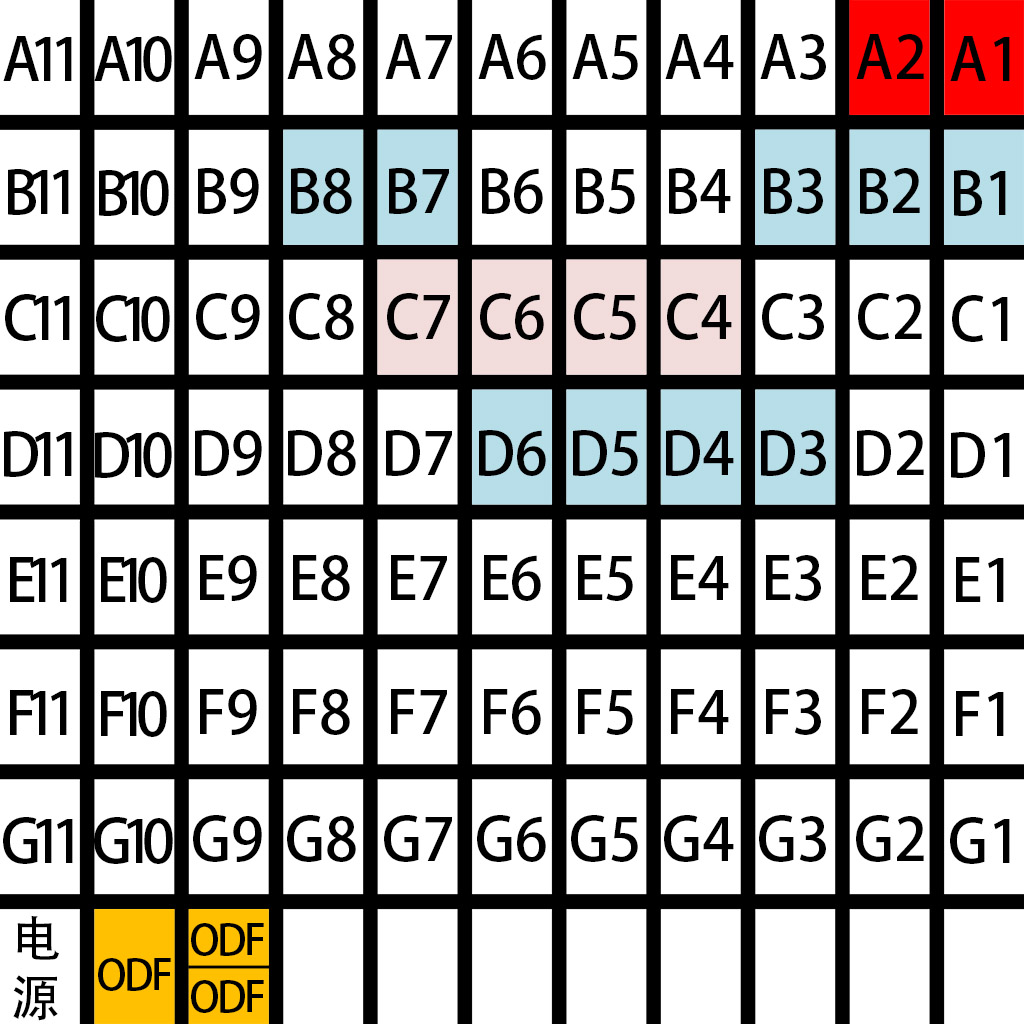 A11 A10 A9 A8 A7 A6 A5 A4 A3 A2 A1
B11 B10 B9 B8 B7 B6 B5 B4 B3 B2 B1
C11 C10 C9 C8 C7 C6 C5 C4 C3 C2 C1
D11 D10 D9 D8 D7 D6 D5 D4 D3 D2 D1
E11 E10 E9 E8 E7 E6 E5 E4 E3 E2 E1
F11 F10 F9 F8 F7 F6 F5 F4 F3 F2 F1
G11 G10 G9 G8 G7 G6 G5 G4 G3 G2 G1
电
源
ODF
ODF
ODF